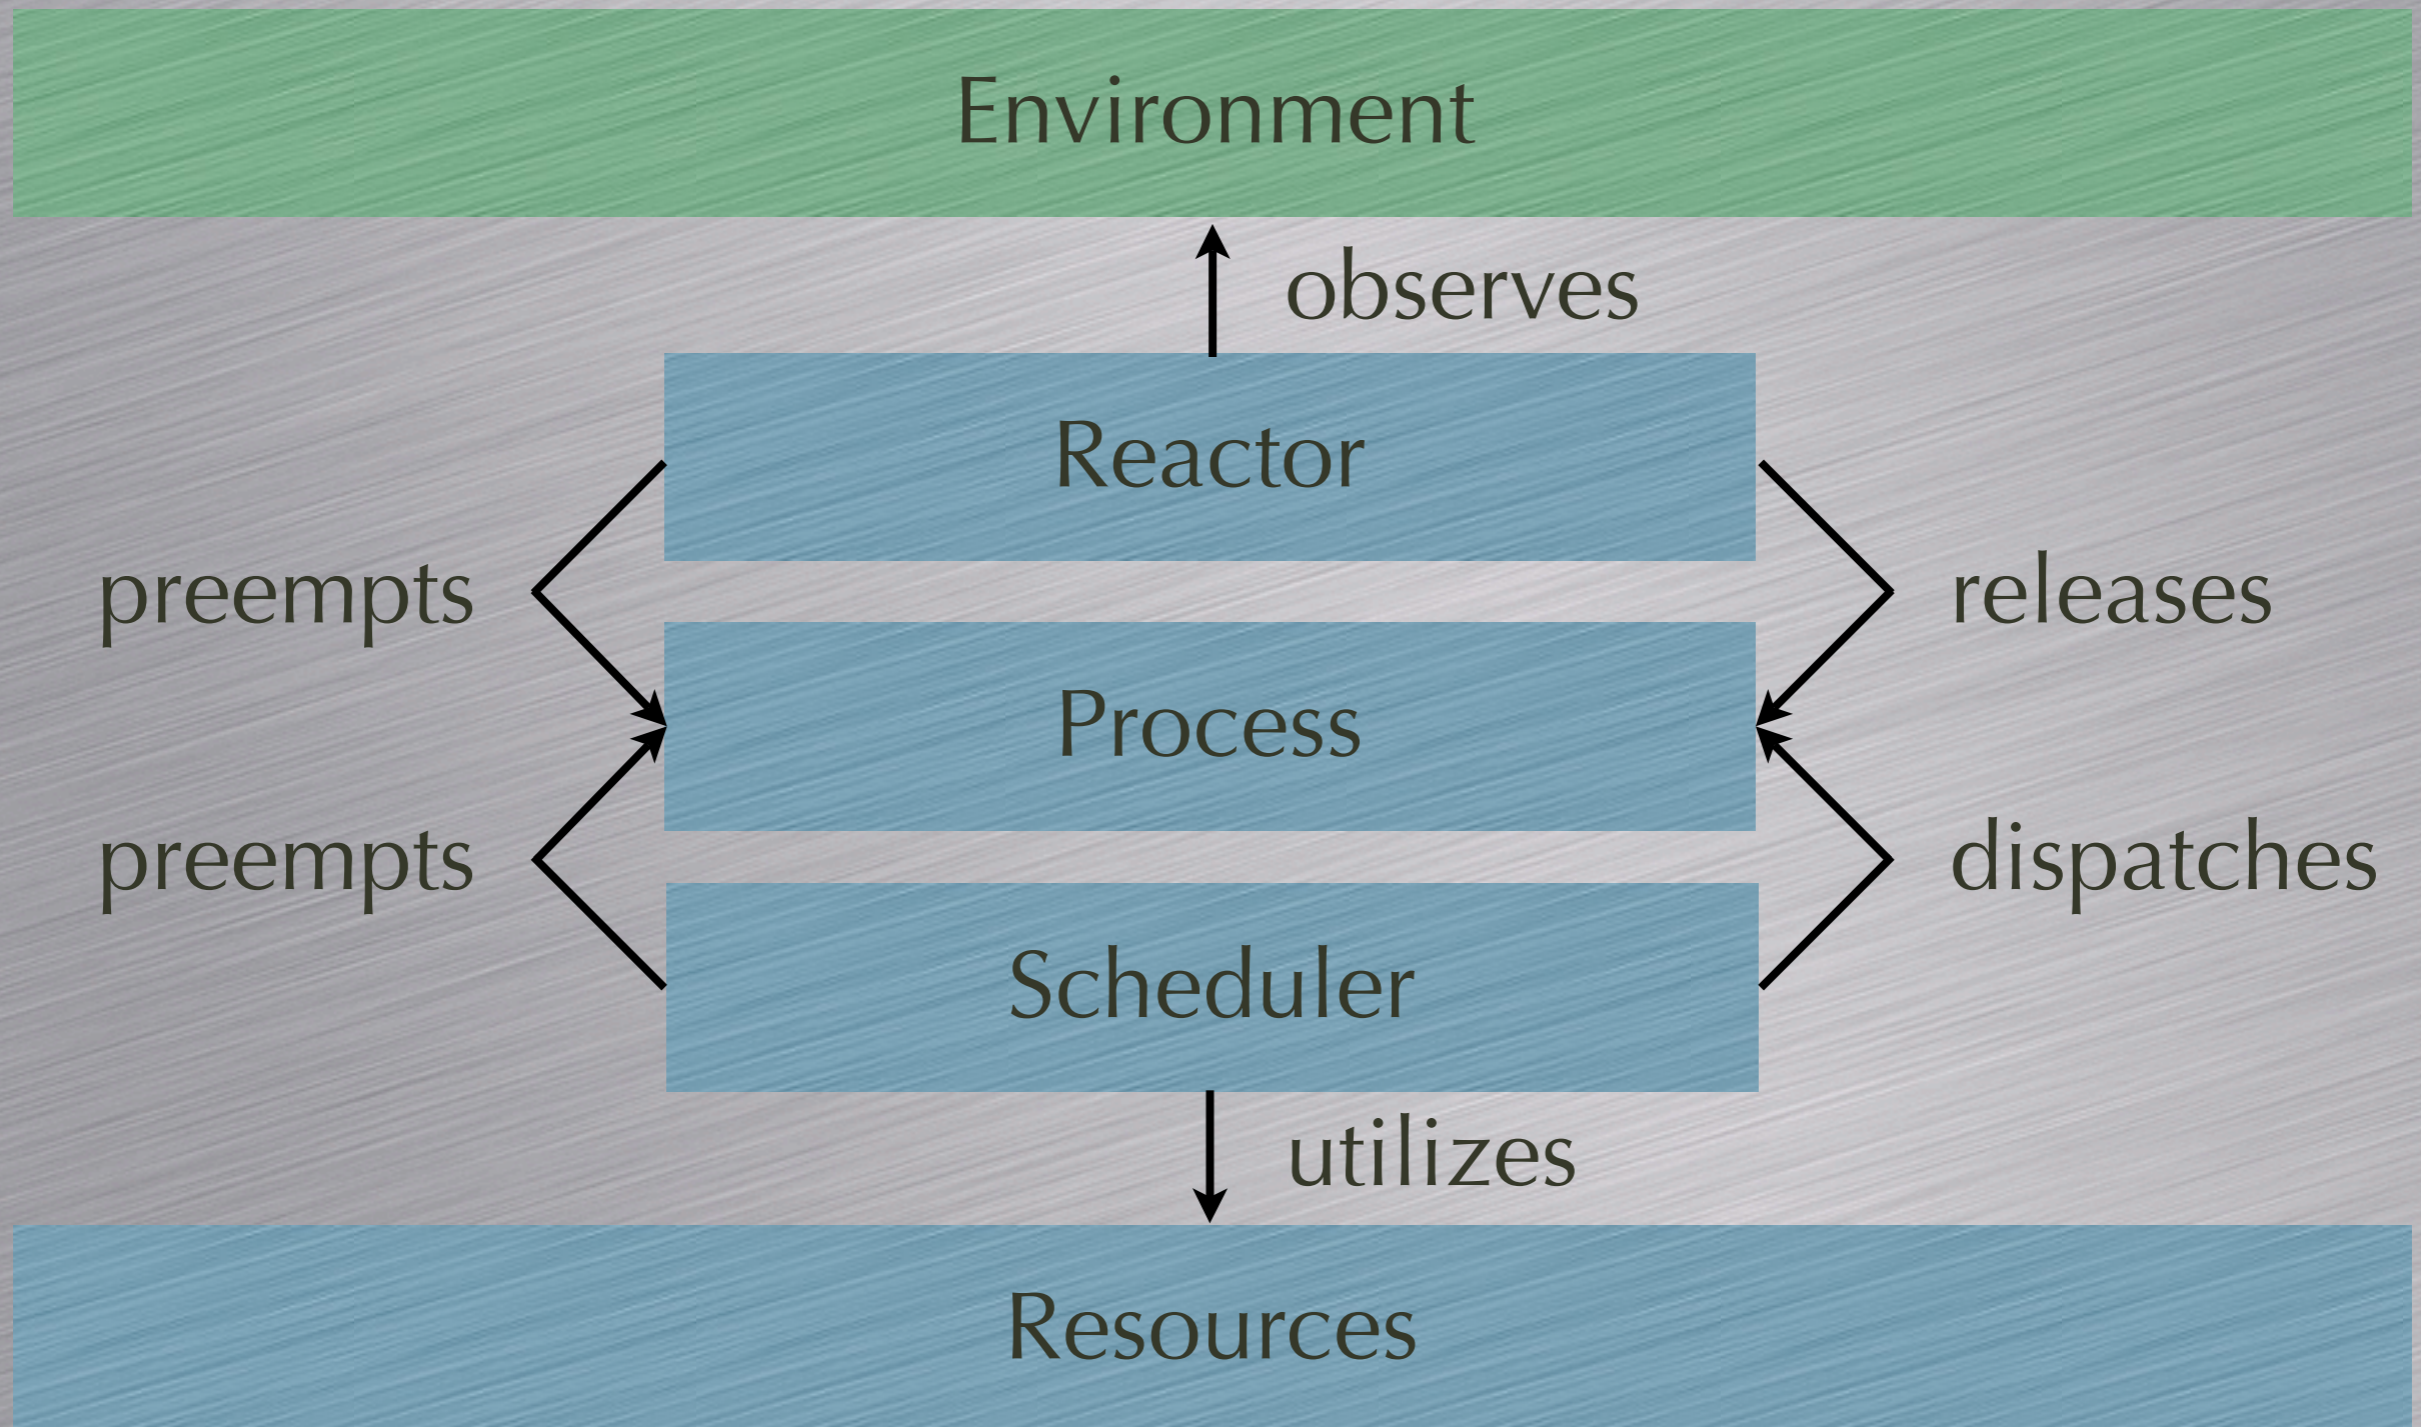 Environment
observes
Reactor
preempts
releases
Process
preempts
dispatches
Scheduler
utilizes
Resources